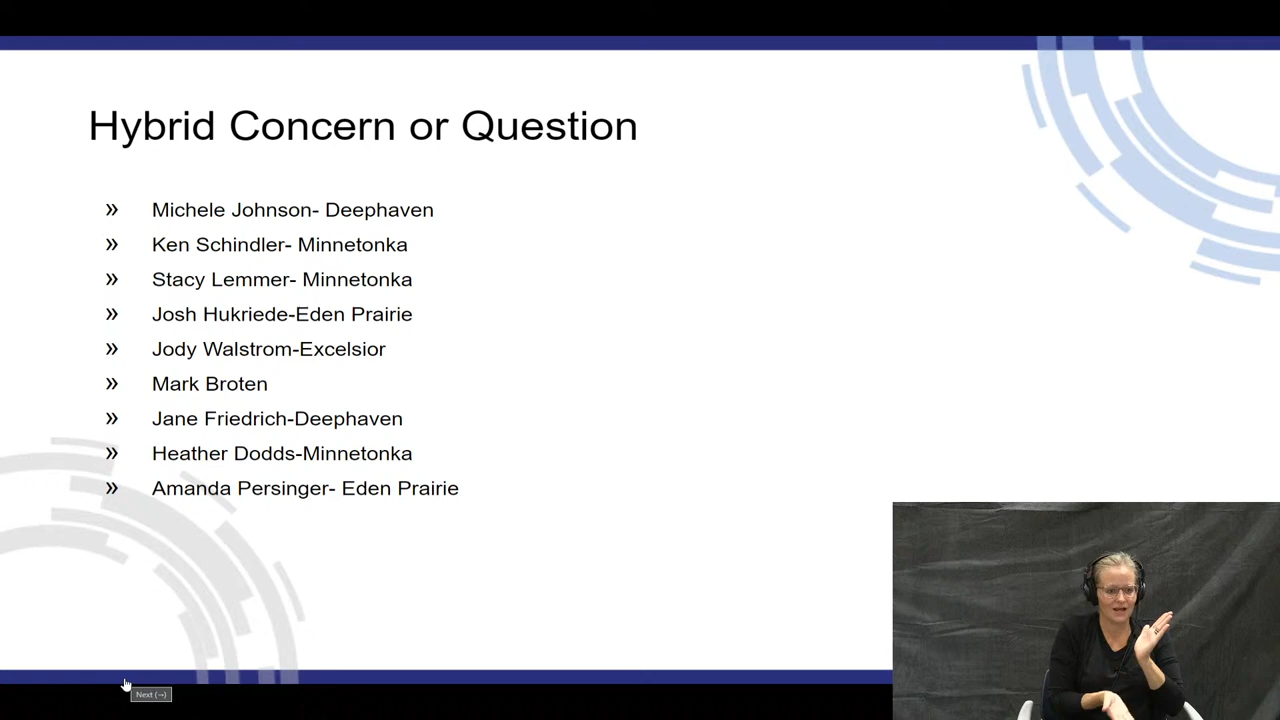 Hybrid Concern or Question
» Michele Johnson- Deephaven
» Ken Schindler- Minnetonka
» Stacy Lemmer- Minnetonka
» Josh Hukriede-Eden Prairie
» Jody Walstrom-Excelsior
» Mark Broten
» Jane Friedrich-Deephaven
» Heather Dodds-Minnetonka
» Amanda Persinger- Eden Prairie
Next (→)